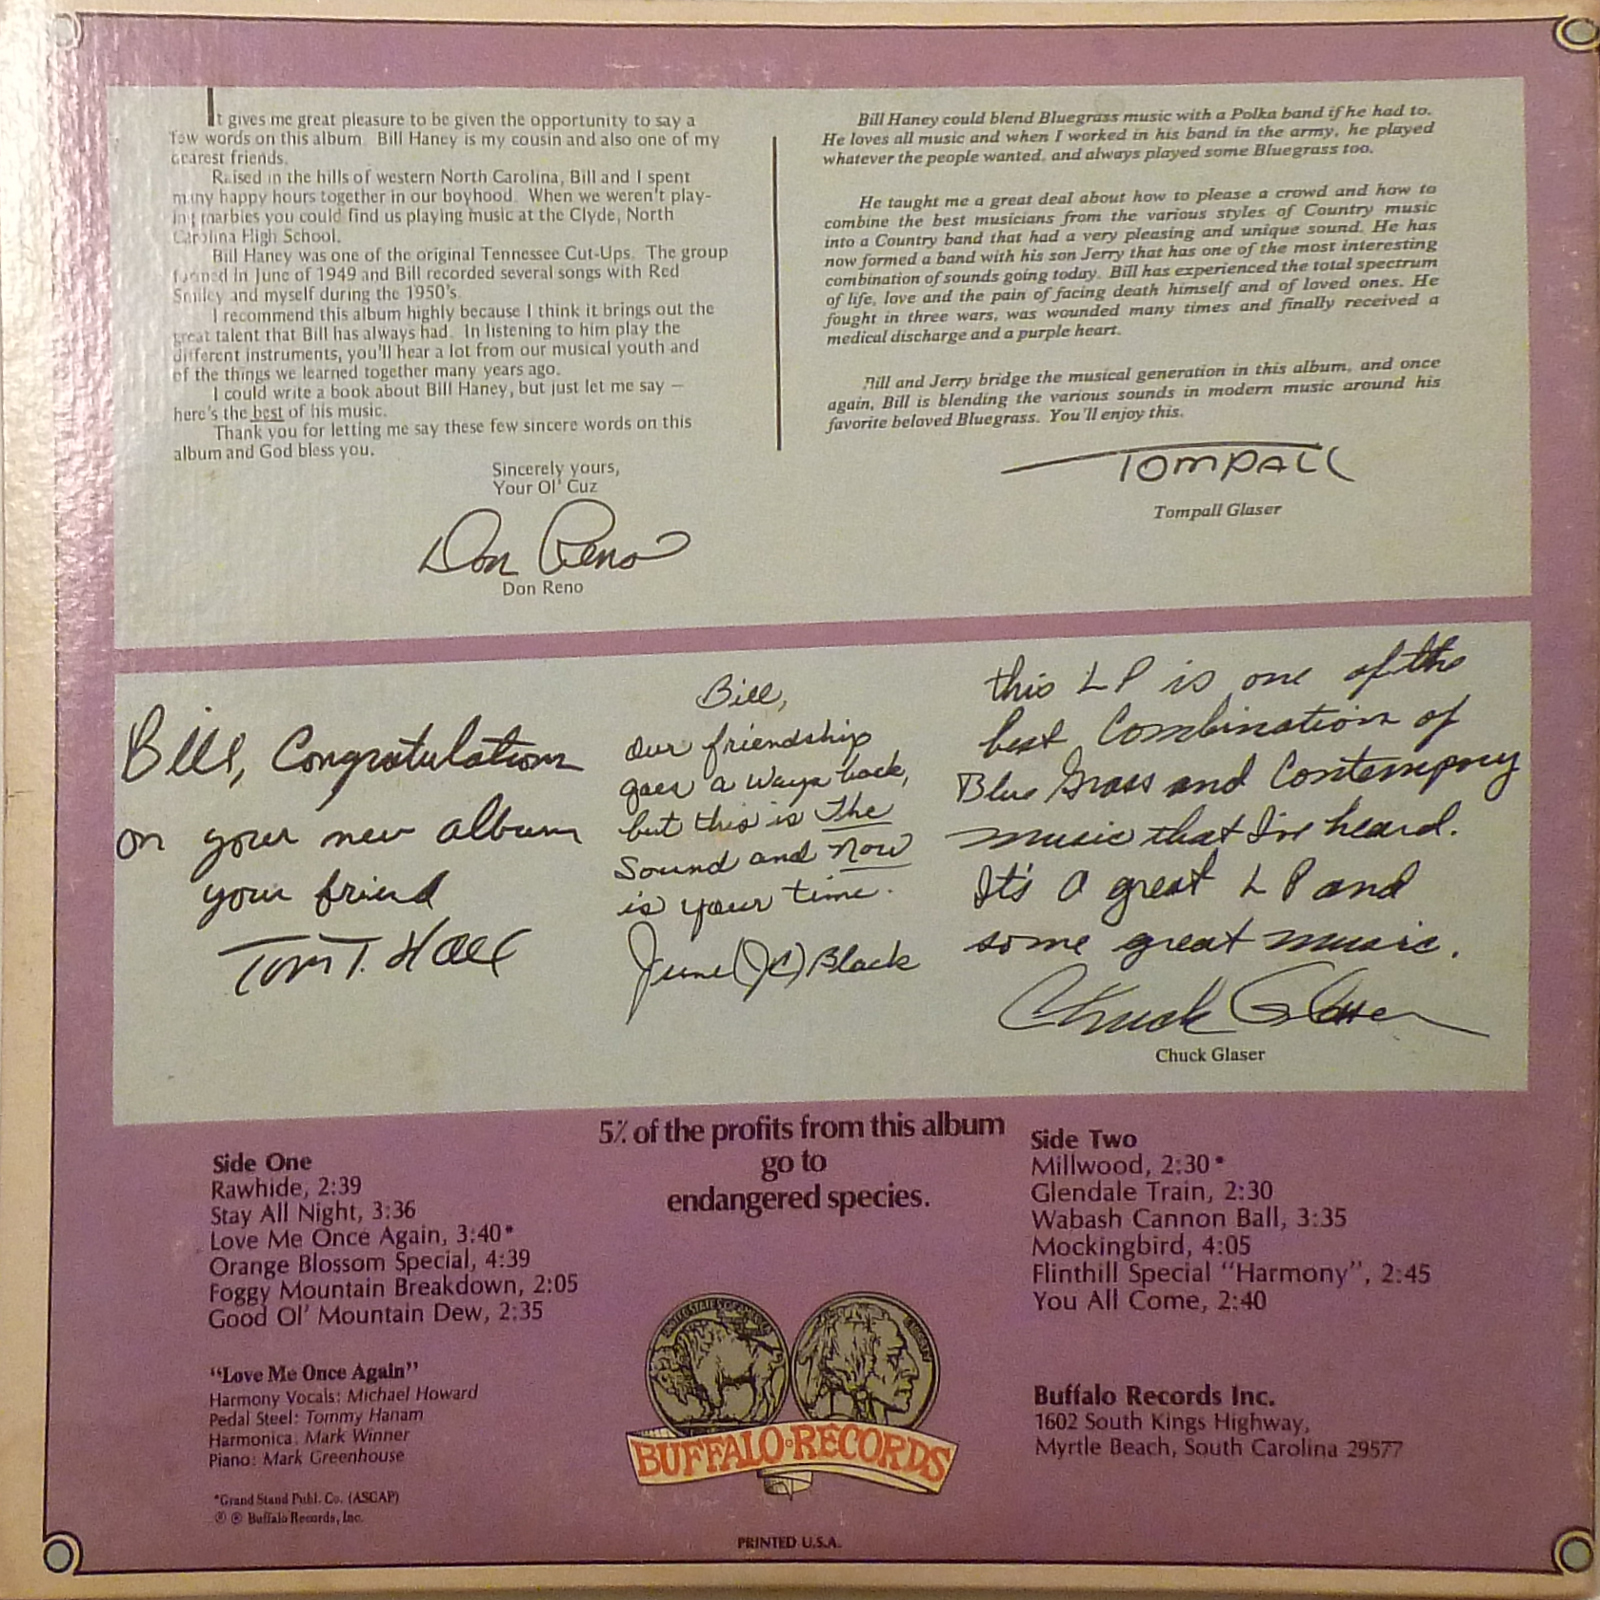 It gives me great pleasure to be given the opportunity to say a
few words on this album. Bill Haney is my cousin and also one of my
dearest friends.
Raised in the hills of western North Carolina, Bill and I spent
many happy hours together in our boyhood. When we weren't play-
ing marbles you could find us playing music at the Clyde, North
Carolina High School.
Bill Haney was one of the original Tennessee Cut-Ups. The group
formed in June of 1949 and Bill recorded several songs with Red
Smiley and myself during the 1950's.
I recommend this album highly because I think it brings out the
great talent that Bill has always had. In listening to him play the
different instruments, you'll hear a lot from our musical youth and
of the things we learned together many years ago.
I could write a book about Bill Haney, but just let me say —
here's the best of his music.
Thank you for letting me say these few sincere words on this
album and God bless you.
Sincerely yours,
Your Ol' Cuz
Don Reno
Don Reno
Bill Haney could blend Bluegrass music with a Polka band if he had to.
He loves all music and when I worked in his band in the army, he played
whatever the people wanted, and always played some Bluegrass too.
He taught me a great deal about how to please a crowd and how to
combine the best musicians from the various styles of Country music
into a Country band that had a very pleasing and unique sound. He has
now formed a band with his son Jerry that has one of the most interesting
combination of sounds going today. Bill has experienced the total spectrum
of life, love and the pain of facing death himself and of loved ones. He
fought in three wars, was wounded many times and finally received a
medical discharge and a purple heart.
Bill and Jerry bridge the musical generation in this album, and once
again, Bill is blending the various sounds in modern music around his
favorite beloved Bluegrass. You'll enjoy this.
Tompall
Tompall Glaser
Bill, Congratulations
on your new album
your friend
Tom T. Hall
Bill,
Our friendship
goes a ways back,
but this is The
Sound and Now
is your time.
June (JC) Black
this LP is one of the
best Combination of
Blue Grass and Contempory
music that I've heard.
It's a great LP and
some great music.
Chuck Glaser
Chuck Glaser
5% of the profits from this album
go to
endangered species.
Side One
Rawhide, 2:39
Stay All Night, 3:36
Love Me Once Again, 3:40*
Orange Blossom Special, 4:39
Foggy Mountain Breakdown, 2:05
Good Ol' Mountain Dew, 2:35
"Love Me Once Again"
Harmony Vocals: Michael Howard
Pedal Steel: Tommy Hanam
Harmonica: Mark Winner
Piano: Mark Greenhouse
*Grand Stand Publ. Co. (ASCAP)
® ℗ Buffalo Records, Inc.
Side Two
Millwood, 2:30*
Glendale Train, 2:30
Wabash Cannon Ball, 3:35
Mockingbird, 4:05
Flinthill Special "Harmony", 2:45
You All Come, 2:40
Buffalo Records Inc.
1602 South Kings Highway,
Myrtle Beach, South Carolina 29577
UNITED STATES OF AMERICA
BUFFALO RECORDS
PRINTED U.S.A.